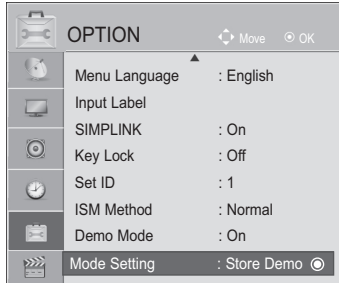 OPTION Move OK
Menu Language : English
Input Label
SIMPLINK : On
Key Lock : Off
Set ID : 1
ISM Method : Normal
Demo Mode : On
Mode Setting : Store Demo